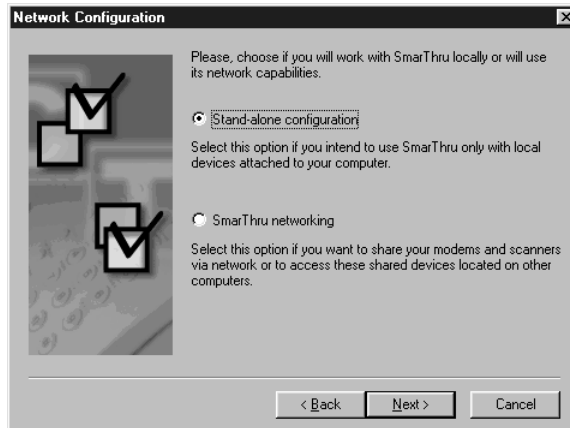 Network Configuration
Please, choose if you will work with SmarThru locally or will use
its network capabilities.
Stand-alone configuration
Select this option if you intend to use SmarThru only with local
devices attached to your computer.
SmarThru networking
Select this option if you want to share your modems and scanners
via network or to access these shared devices located on other
computers.
< Back
Next >
Cancel